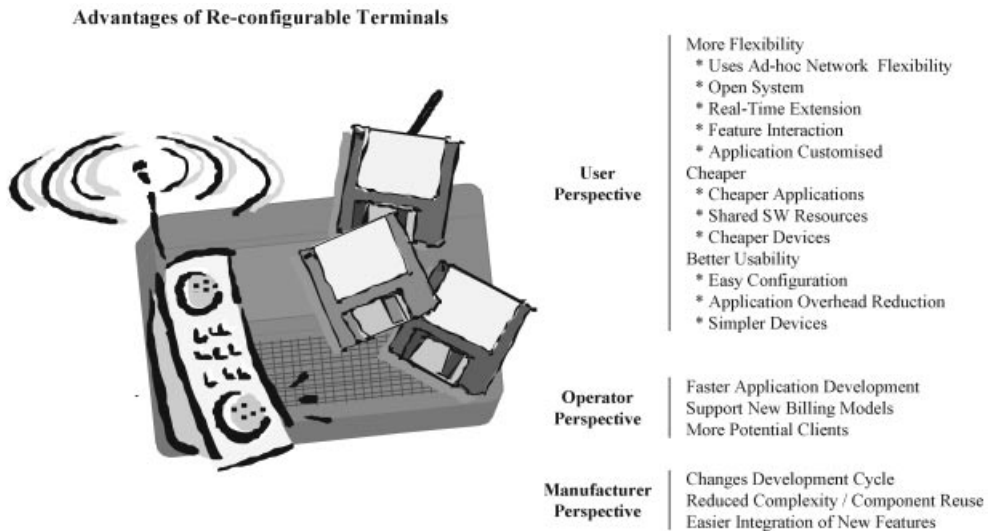 Advantages of Re-configurable Terminals
User
Perspective
More Flexibility
* Uses Ad-hoc Network Flexibility
* Open System
* Real-Time Extension
* Feature Interaction
* Application Customised
Cheaper
* Cheaper Applications
* Shared SW Resources
* Cheaper Devices
Better Usability
* Easy Configuration
* Application Overhead Reduction
* Simpler Devices
Operator
Perspective
Faster Application Development
Support New Billing Models
More Potential Clients
Manufacturer
Perspective
Changes Development Cycle
Reduced Complexity / Component Reuse
Easier Integration of New Features